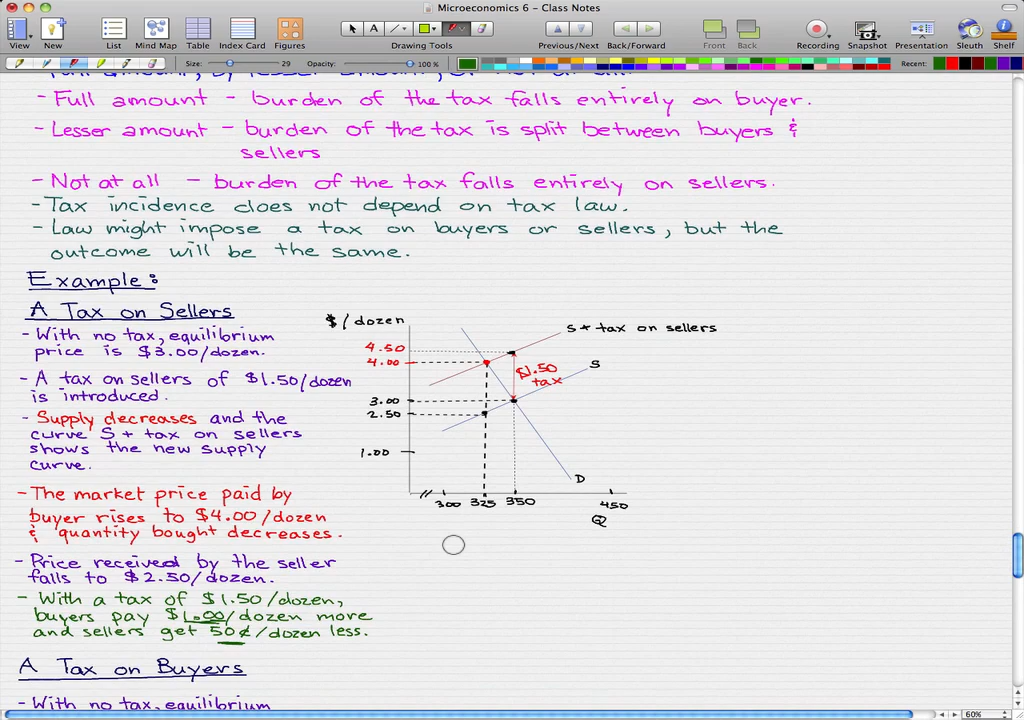 Microeconomics 6 - Class Notes
View New List Mind Map Table Index Card Figures Drawing Tools Previous/Next Back/Forward Front Back Recording Snapshot Presentation Sleuth Shelf
Size: 29 Opacity: 100 % Recent:
- Full amount - burden of the tax falls entirely on buyer.
- Lesser amount - burden of the tax is split between buyers &
sellers
- Not at all - burden of the tax falls entirely on sellers.
- Tax incidence does not depend on tax law.
- Law might impose a tax on buyers or sellers, but the
outcome will be the same.
Example:
A Tax on Sellers
- With no tax, equilibrium
price is $3.00/dozen.
- A tax on sellers of $1.50/dozen
is introduced.
- Supply decreases and the
curve S + tax on sellers
shows the new supply
curve.
- The market price paid by
buyer rises to $4.00/dozen
& quantity bought decreases.
- Price received by the seller
falls to $2.50/dozen.
- With a tax of $1.50/dozen,
buyers pay $1.00/dozen more
and sellers get 50¢/dozen less.
$/dozen
S + tax on sellers
4.50
4.00
$1.50
tax
S
3.00
2.50
1.00
D
300 325 350 450
Q
A Tax on Buyers
- With no tax, equilibrium
60%